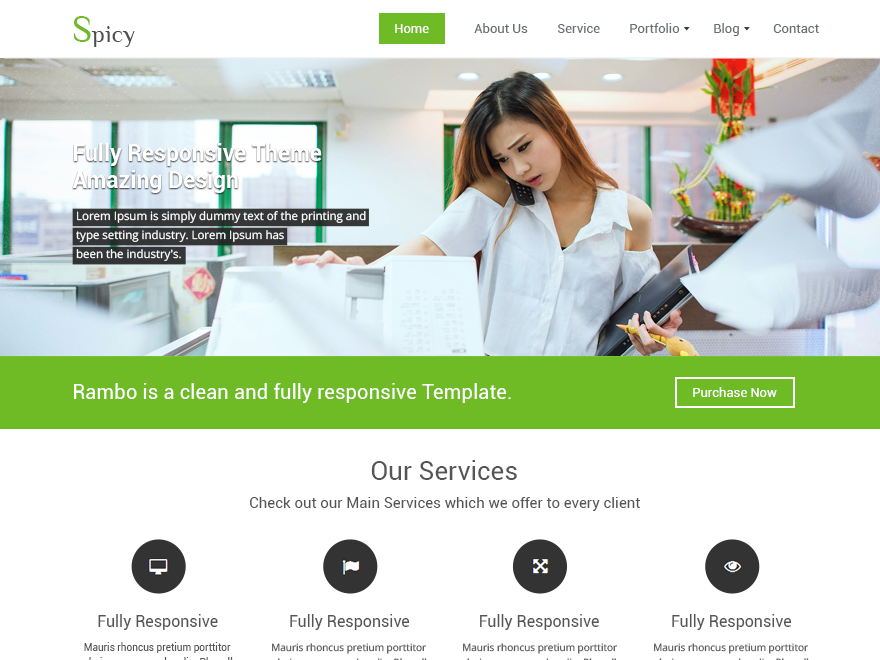 Spicy
Home About Us Service Portfolio Blog Contact
Fully Responsive Theme
Amazing Design
Lorem Ipsum is simply dummy text of the printing and
type setting industry. Lorem Ipsum has
been the industry's.
Rambo is a clean and fully responsive Template.
Purchase Now
Our Services
Check out our Main Services which we offer to every client
Fully Responsive Fully Responsive Fully Responsive Fully Responsive
Mauris rhoncus pretium porttitor Mauris rhoncus pretium porttitor Mauris rhoncus pretium porttitor Mauris rhoncus pretium porttitor